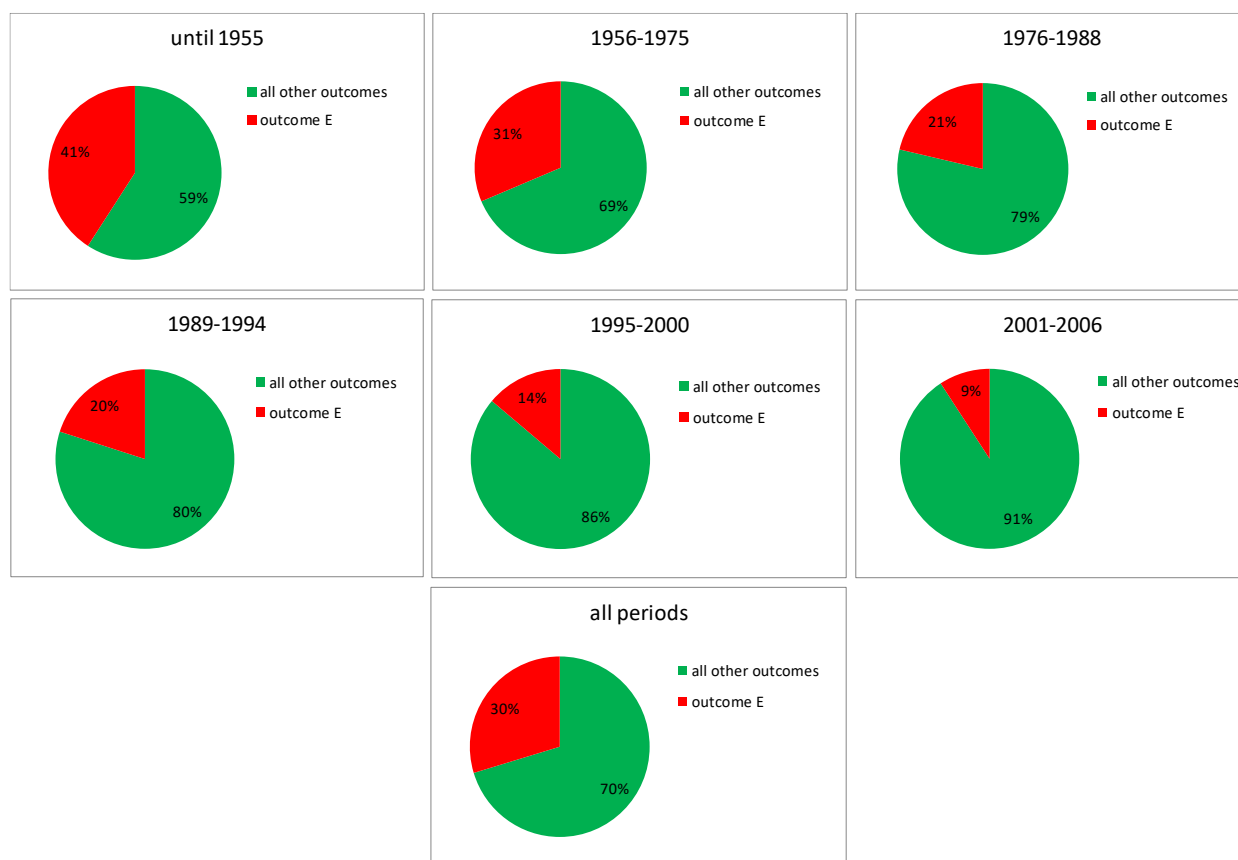 until 1955
all other outcomes
outcome E
41%
59%
1956-1975
all other outcomes
outcome E
31%
69%
1976-1988
all other outcomes
outcome E
21%
79%
1989-1994
all other outcomes
outcome E
20%
80%
1995-2000
all other outcomes
outcome E
14%
86%
2001-2006
all other outcomes
outcome E
9%
91%
all periods
all other outcomes
outcome E
30%
70%